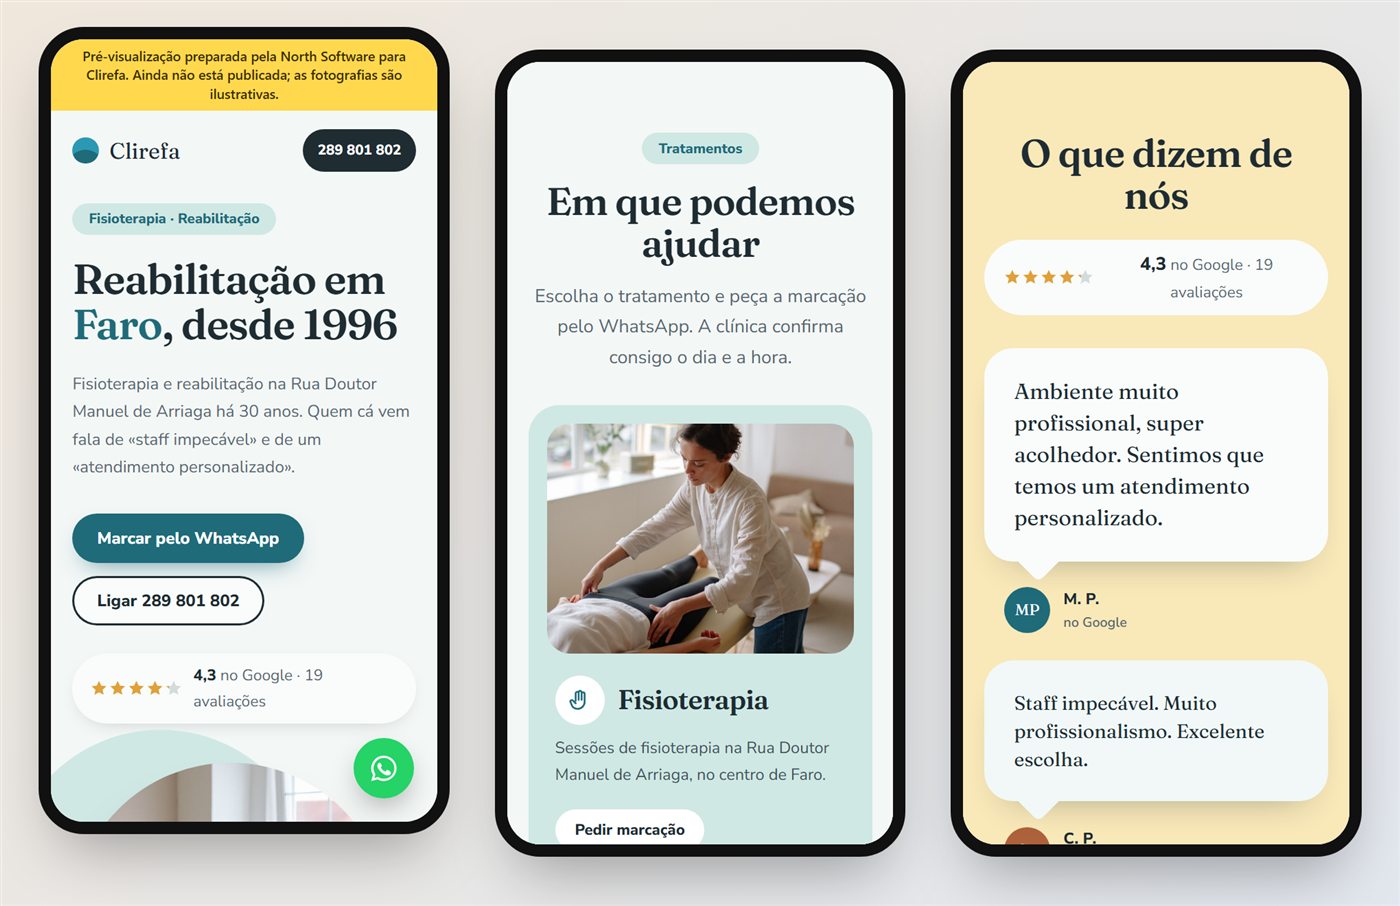 Pré-visualização preparada pela North Software para
Clirefa. Ainda não está publicada; as fotografias são
ilustrativas.
Clirefa
289 801 802
Fisioterapia · Reabilitação
Reabilitação em
Faro, desde 1996
Fisioterapia e reabilitação na Rua Doutor
Manuel de Arriaga há 30 anos. Quem cá vem
fala de «staff impecável» e de um
«atendimento personalizado».
Marcar pelo WhatsApp
Ligar 289 801 802
4,3 no Google · 19
avaliações
Tratamentos
Em que podemos
ajudar
Escolha o tratamento e peça a marcação
pelo WhatsApp. A clínica confirma
consigo o dia e a hora.
Fisioterapia
Sessões de fisioterapia na Rua Doutor
Manuel de Arriaga, no centro de Faro.
Pedir marcação
O que dizem de
nós
4,3 no Google · 19
avaliações
Ambiente muito
profissional, super
acolhedor. Sentimos que
temos um atendimento
personalizado.
MP
M. P.
no Google
Staff impecável. Muito
profissionalismo. Excelente
escolha.
C. P.